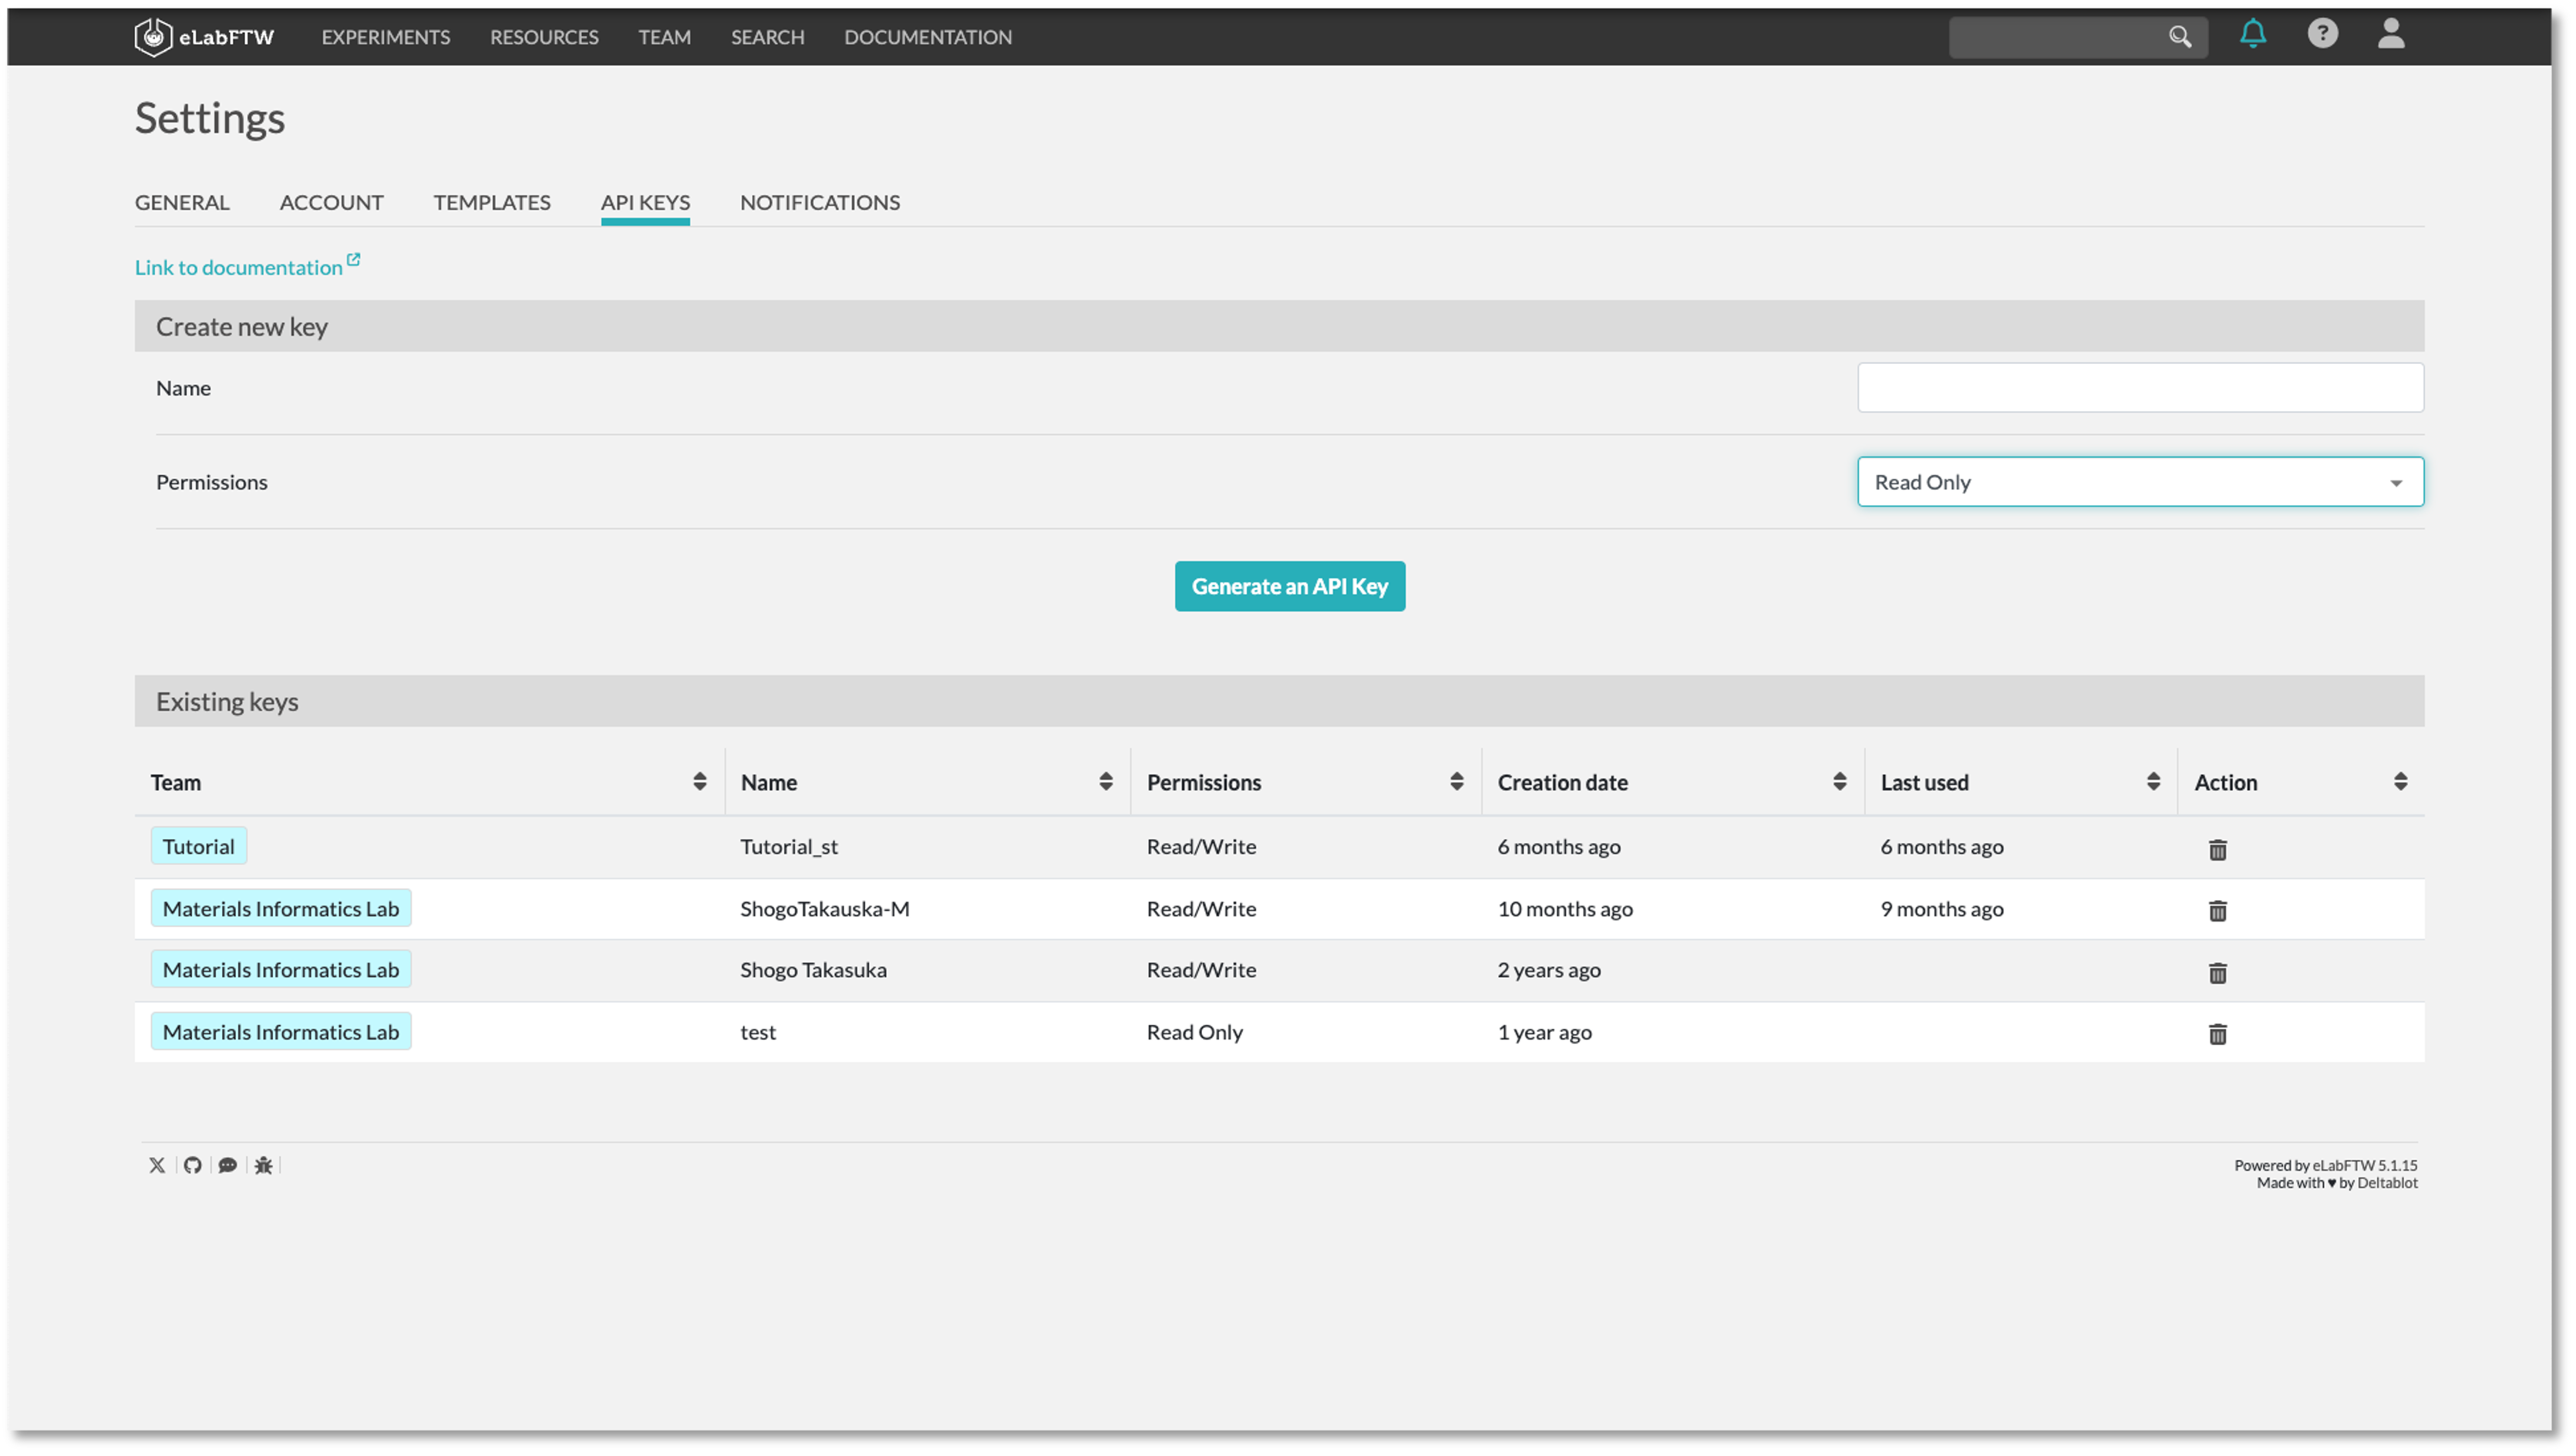 eLabFTW EXPERIMENTS RESOURCES TEAM SEARCH DOCUMENTATION ?
Settings
GENERAL ACCOUNT TEMPLATES API KEYS NOTIFICATIONS
Link to documentation
Create new key
Name
Permissions Read Only
Generate an API Key
Existing keys
Team Name Permissions Creation date Last used Action
Tutorial Tutorial_st Read/Write 6 months ago 6 months ago
Materials Informatics Lab ShogoTakauska-M Read/Write 10 months ago 9 months ago
Materials Informatics Lab Shogo Takasuka Read/Write 2 years ago
Materials Informatics Lab test Read Only 1 year ago
Powered by eLabFTW 5.1.15
Made with ♥ by Deltablot